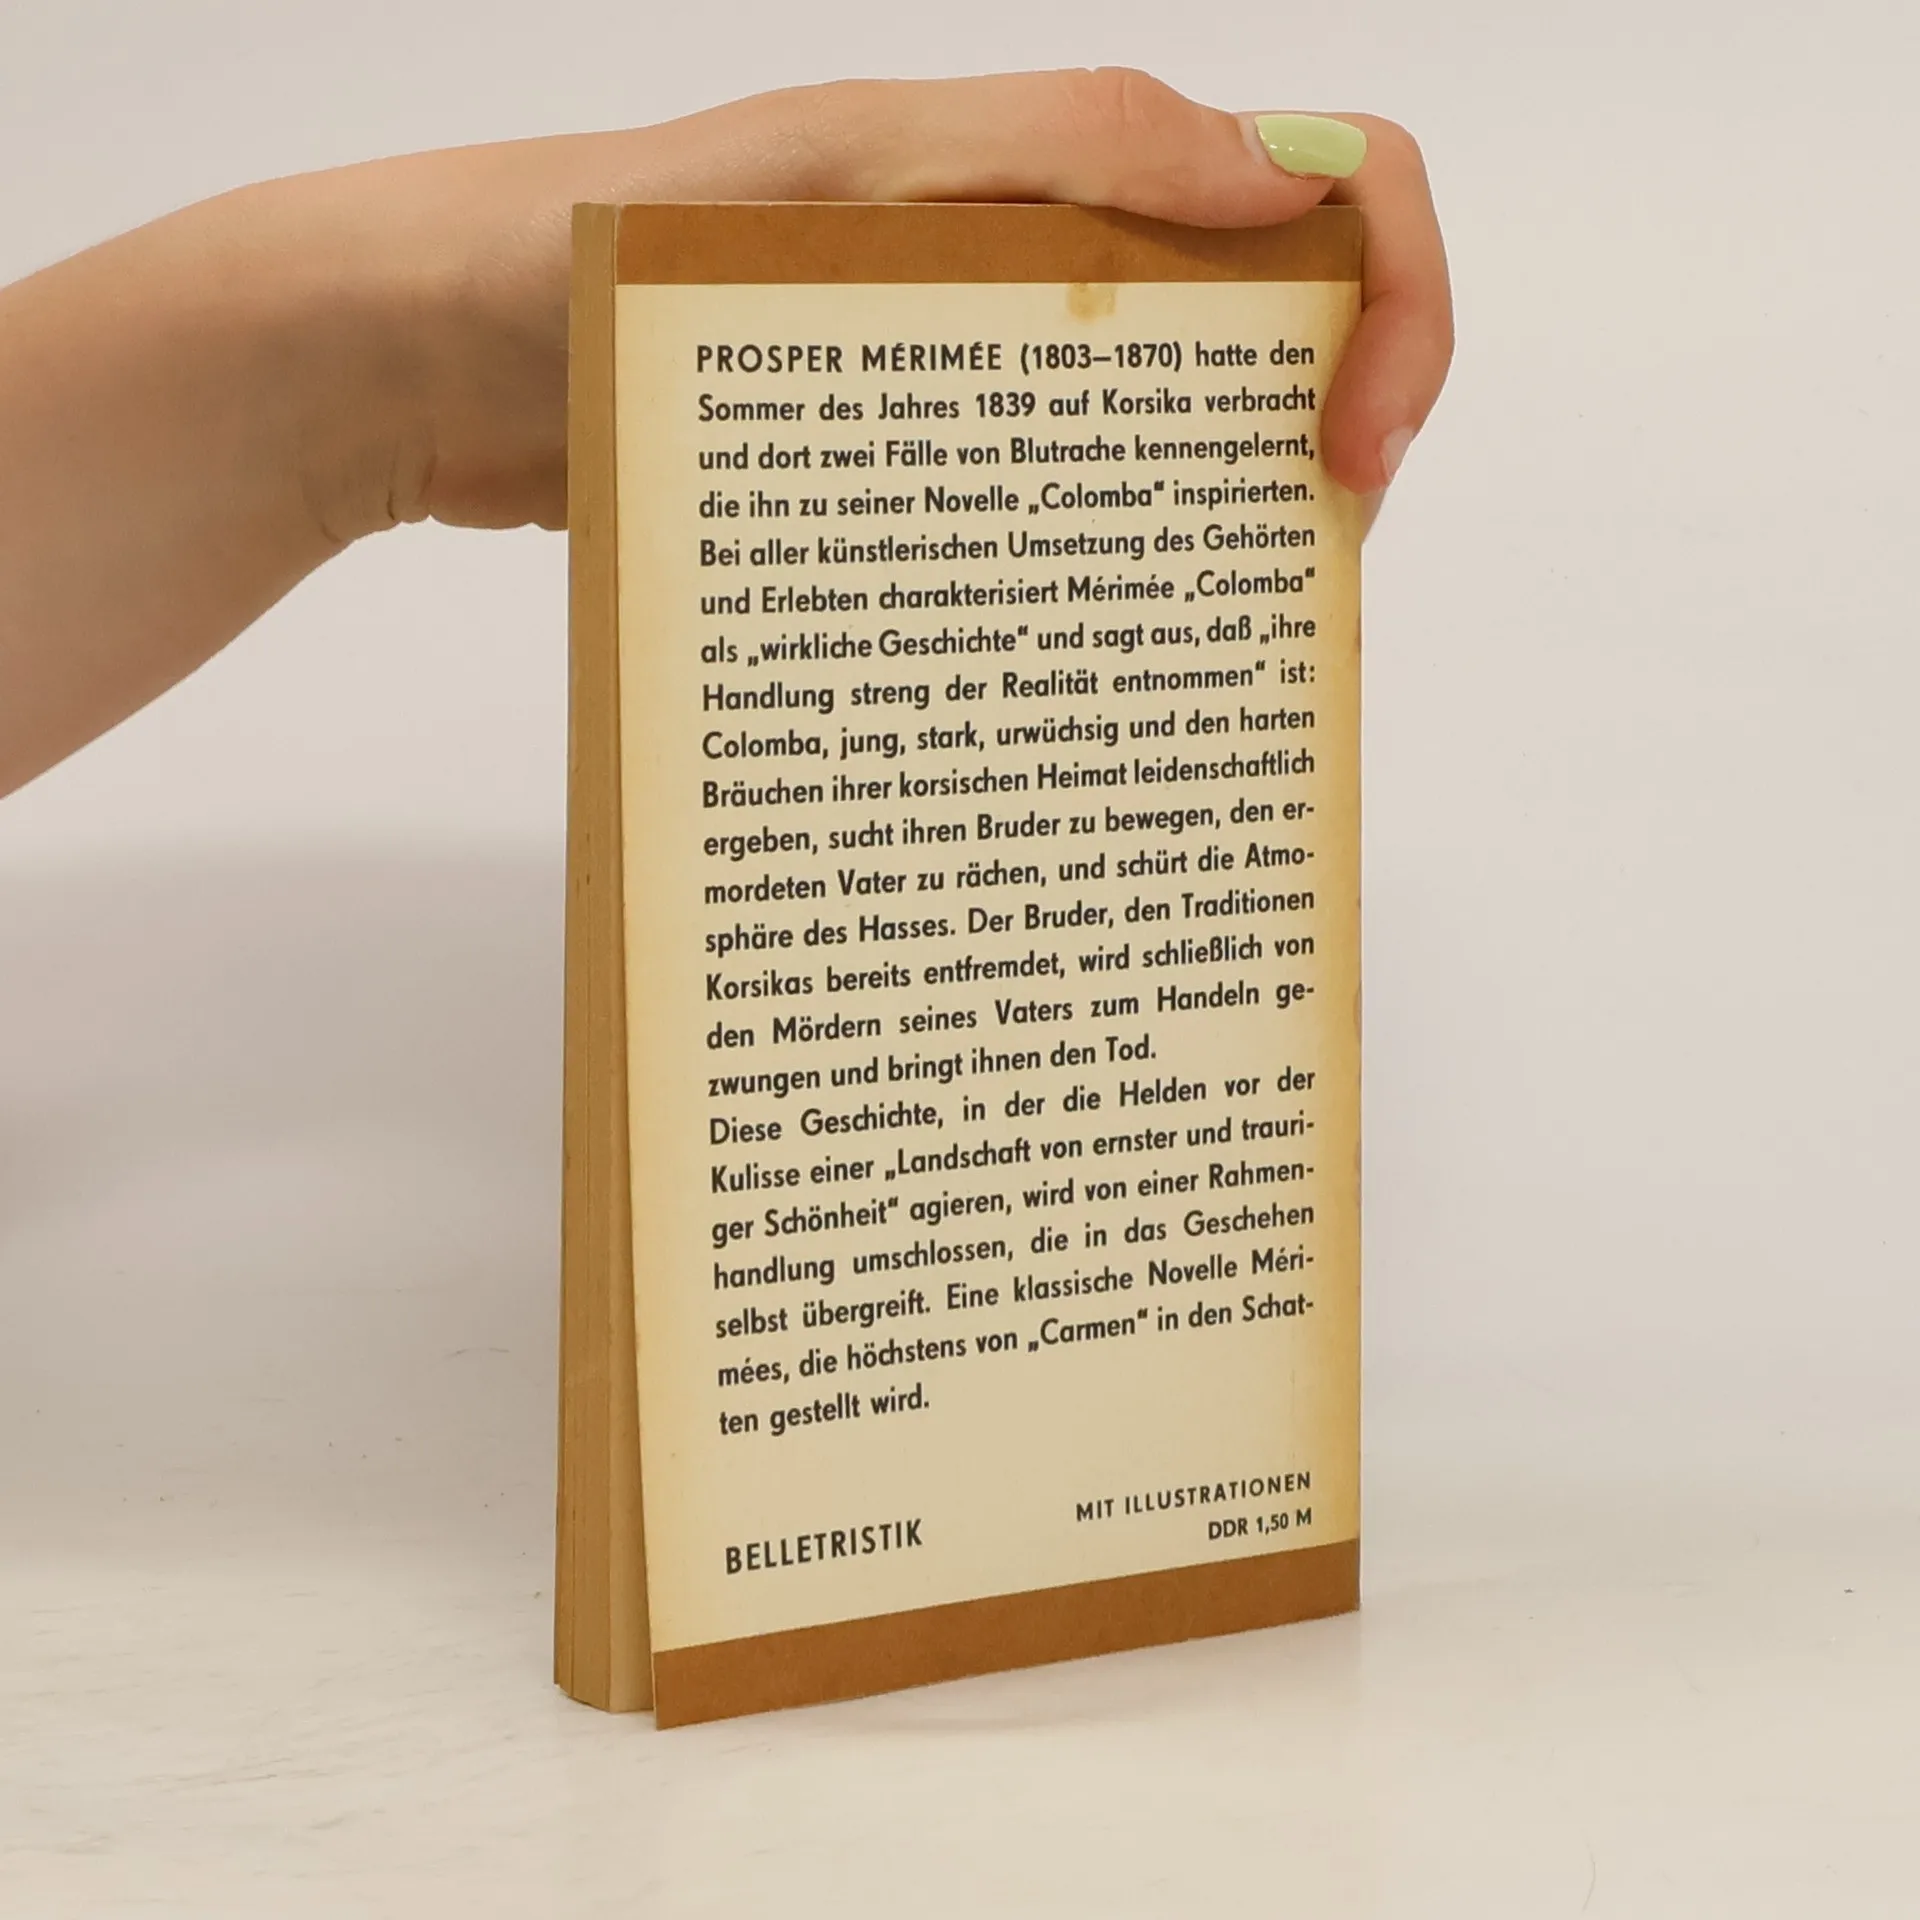 PROSPER MÉRIMÉE (1803–1870) hatte den
Sommer des Jahres 1839 auf Korsika verbracht
und dort zwei Fälle von Blutrache kennengelernt,
die ihn zu seiner Novelle „Colomba“ inspirierten.
Bei aller künstlerischen Umsetzung des Gehörten
und Erlebten charakterisiert Mérimée „Colomba“
als „wirkliche Geschichte“ und sagt aus, daß „ihre
Handlung streng der Realität entnommen“ ist:
Colomba, jung, stark, urwüchsig und den harten
Bräuchen ihrer korsischen Heimat leidenschaftlich
ergeben, sucht ihren Bruder zu bewegen, den er-
mordeten Vater zu rächen, und schürt die Atmo-
sphäre des Hasses. Der Bruder, den Traditionen
Korsikas bereits entfremdet, wird schließlich von
den Mördern seines Vaters zum Handeln ge-
zwungen und bringt ihnen den Tod.
Diese Geschichte, in der die Helden vor der
Kulisse einer „Landschaft von ernster und trauri-
ger Schönheit“ agieren, wird von einer Rahmen-
handlung umschlossen, die in das Geschehen
selbst übergreift. Eine klassische Novelle Méri-
mées, die höchstens von „Carmen“ in den Schat-
ten gestellt wird.
BELLETRISTIK
MIT ILLUSTRATIONEN
DDR 1,50 M